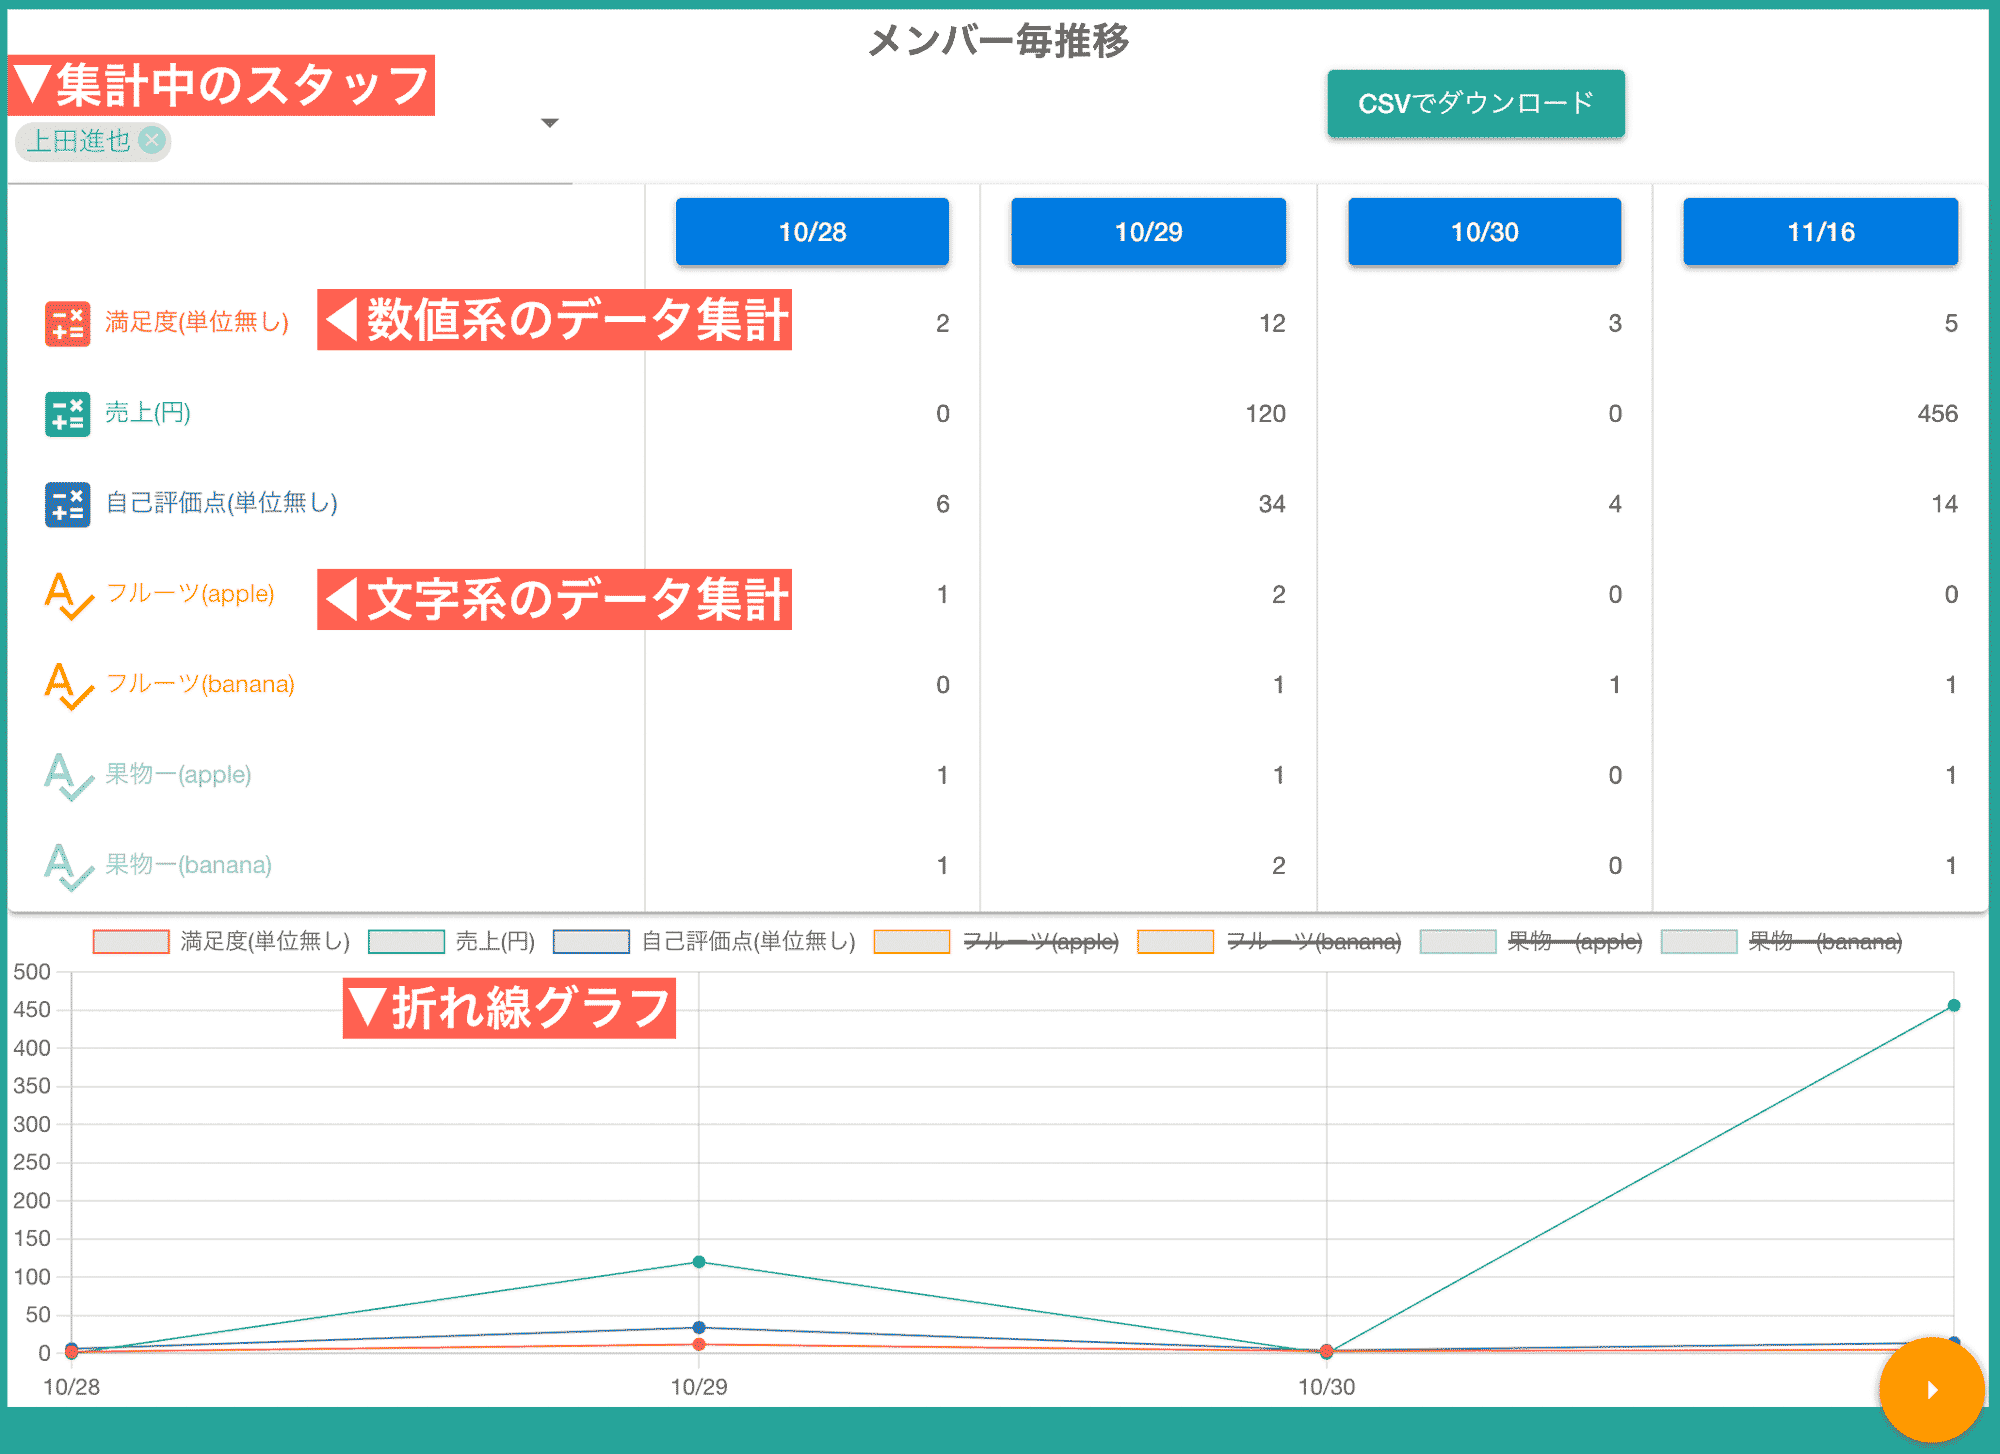 メンバー毎推移
▼集計中のスタッフ
CSVでダウンロード
上田進也
10/28 10/29 10/30 11/16
満足度(単位無し) ◀数値系のデータ集計 2 12 3 5
売上(円) 0 120 0 456
自己評価点(単位無し) 6 34 4 14
フルーツ(apple) ◀文字系のデータ集計 1 2 0 0
フルーツ(banana) 0 1 1 1
果物一(apple) 1 1 0 1
果物一(banana) 1 2 0 1
満足度(単位無し) 売上(円) 自己評価点(単位無し) フルーツ(apple) フルーツ(banana) 果物一(apple) 果物一(banana)
▼折れ線グラフ
500
450
400
350
300
250
200
150
100
50
0
10/28 10/29 10/30